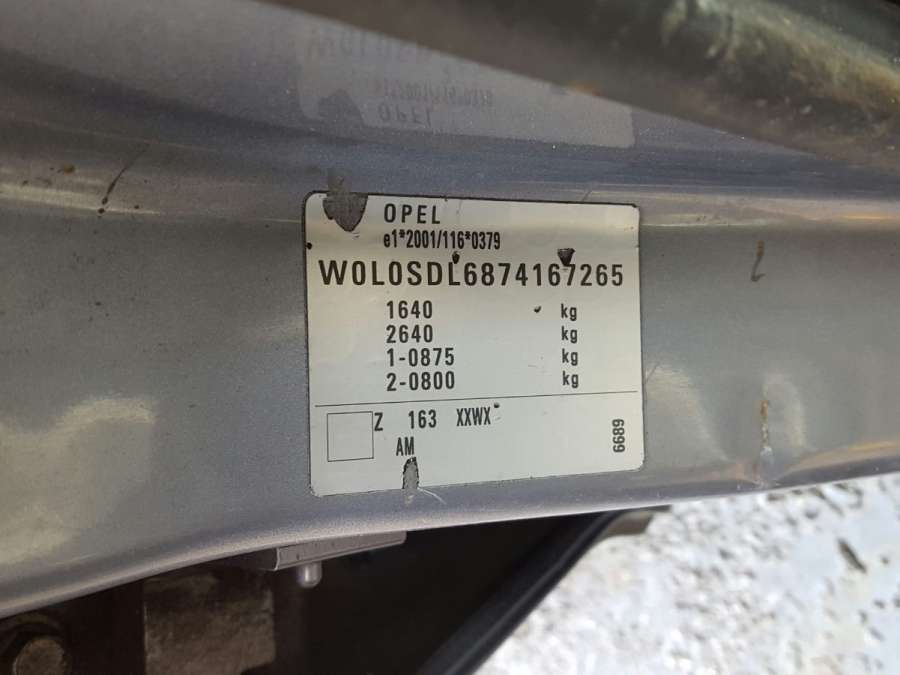 OPEL
e1*2001/116*0379
W0L0SDL6874167265
1640 kg
2640 kg
1-0875 kg
2-0800 kg
Z 163 XXWX
AM
6689